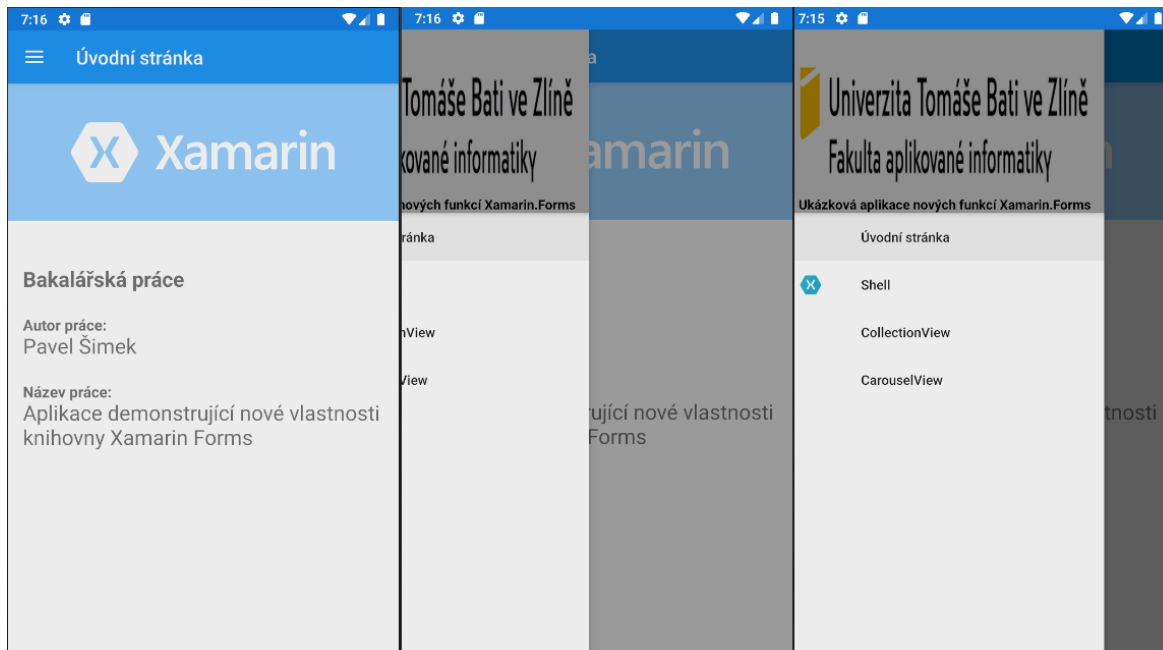 7:16
Úvodní stránka
Xamarin
Bakalářská práce
Autor práce:
Pavel Šimek
Název práce:
Aplikace demonstrující nové vlastnosti
knihovny Xamarin Forms
7:16
a
Tomáše Bati ve Zlíně
kované informatiky
nových funkcí Xamarin.Forms
amarin
ránka
nView
View
ující nové vlastnosti
Forms
7:15
Univerzita Tomáše Bati ve Zlíně
Fakulta aplikované informatiky
Ukázková aplikace nových funkcí Xamarin.Forms
n
Úvodní stránka
Shell
CollectionView
CarouselView
tnosti